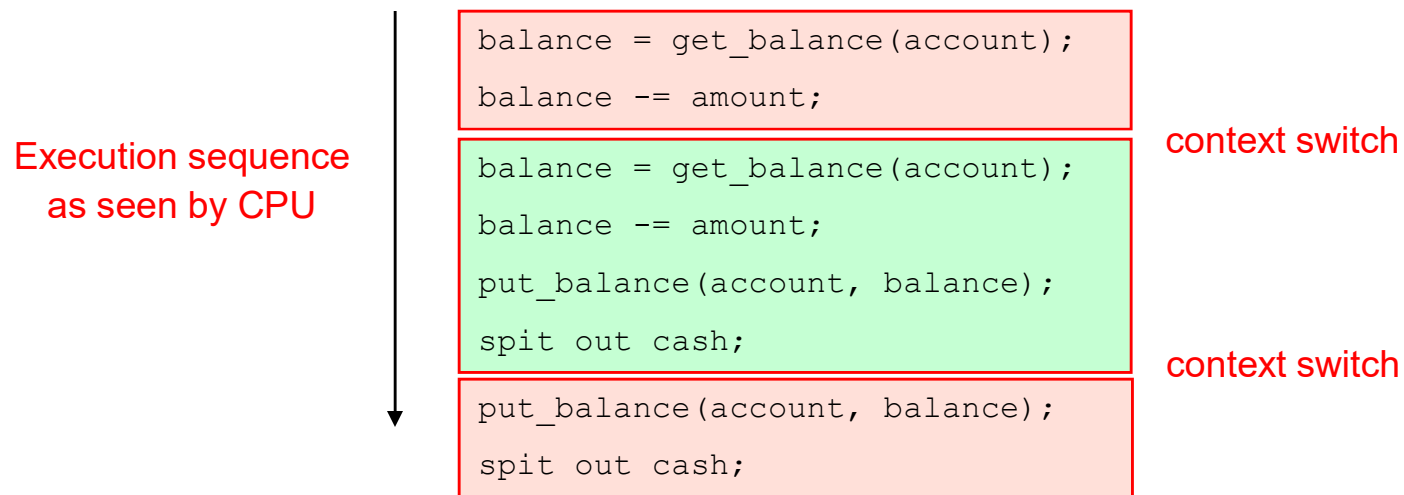 Execution sequence
as seen by CPU
balance = get_balance(account);
balance -= amount;
context switch
balance = get_balance(account);
balance -= amount;
put_balance(account, balance);
spit out cash;
context switch
put_balance(account, balance);
spit out cash;